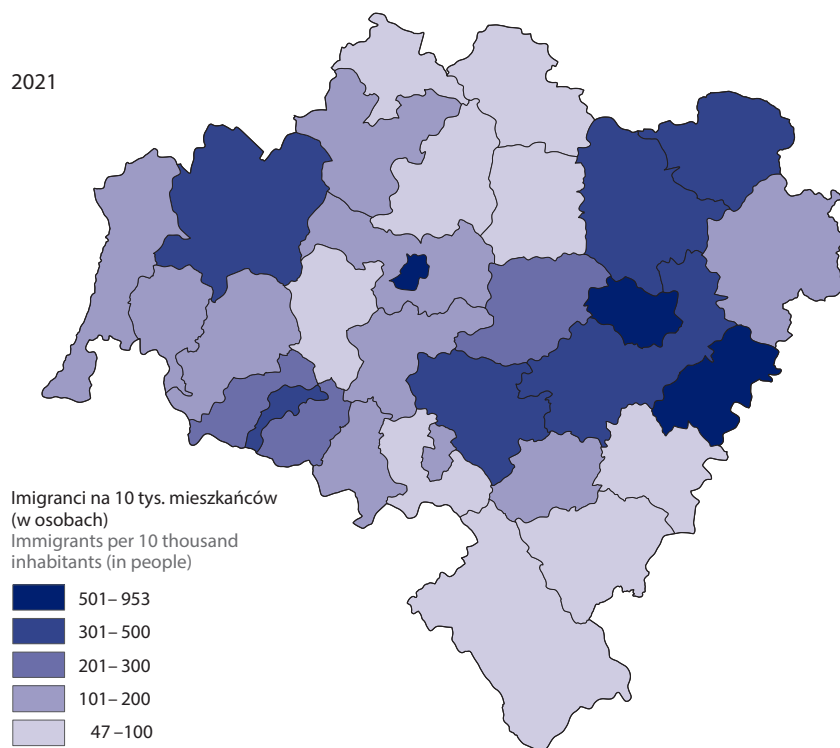 2021
Imigranci na 10 tys. mieszkańców
(w osobach)
Immigrants per 10 thousand
inhabitants (in people)
501–953
301–500
201–300
101–200
47–100